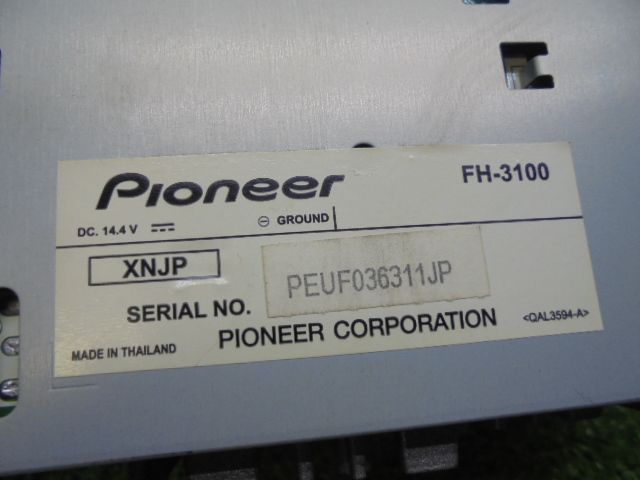 Pioneer
FH-3100
DC. 14.4 V
⊖ GROUND
XNJP
SERIAL NO.
PEUF036311JP
PIONEER CORPORATION
MADE IN THAILAND
<QAL3594-A>